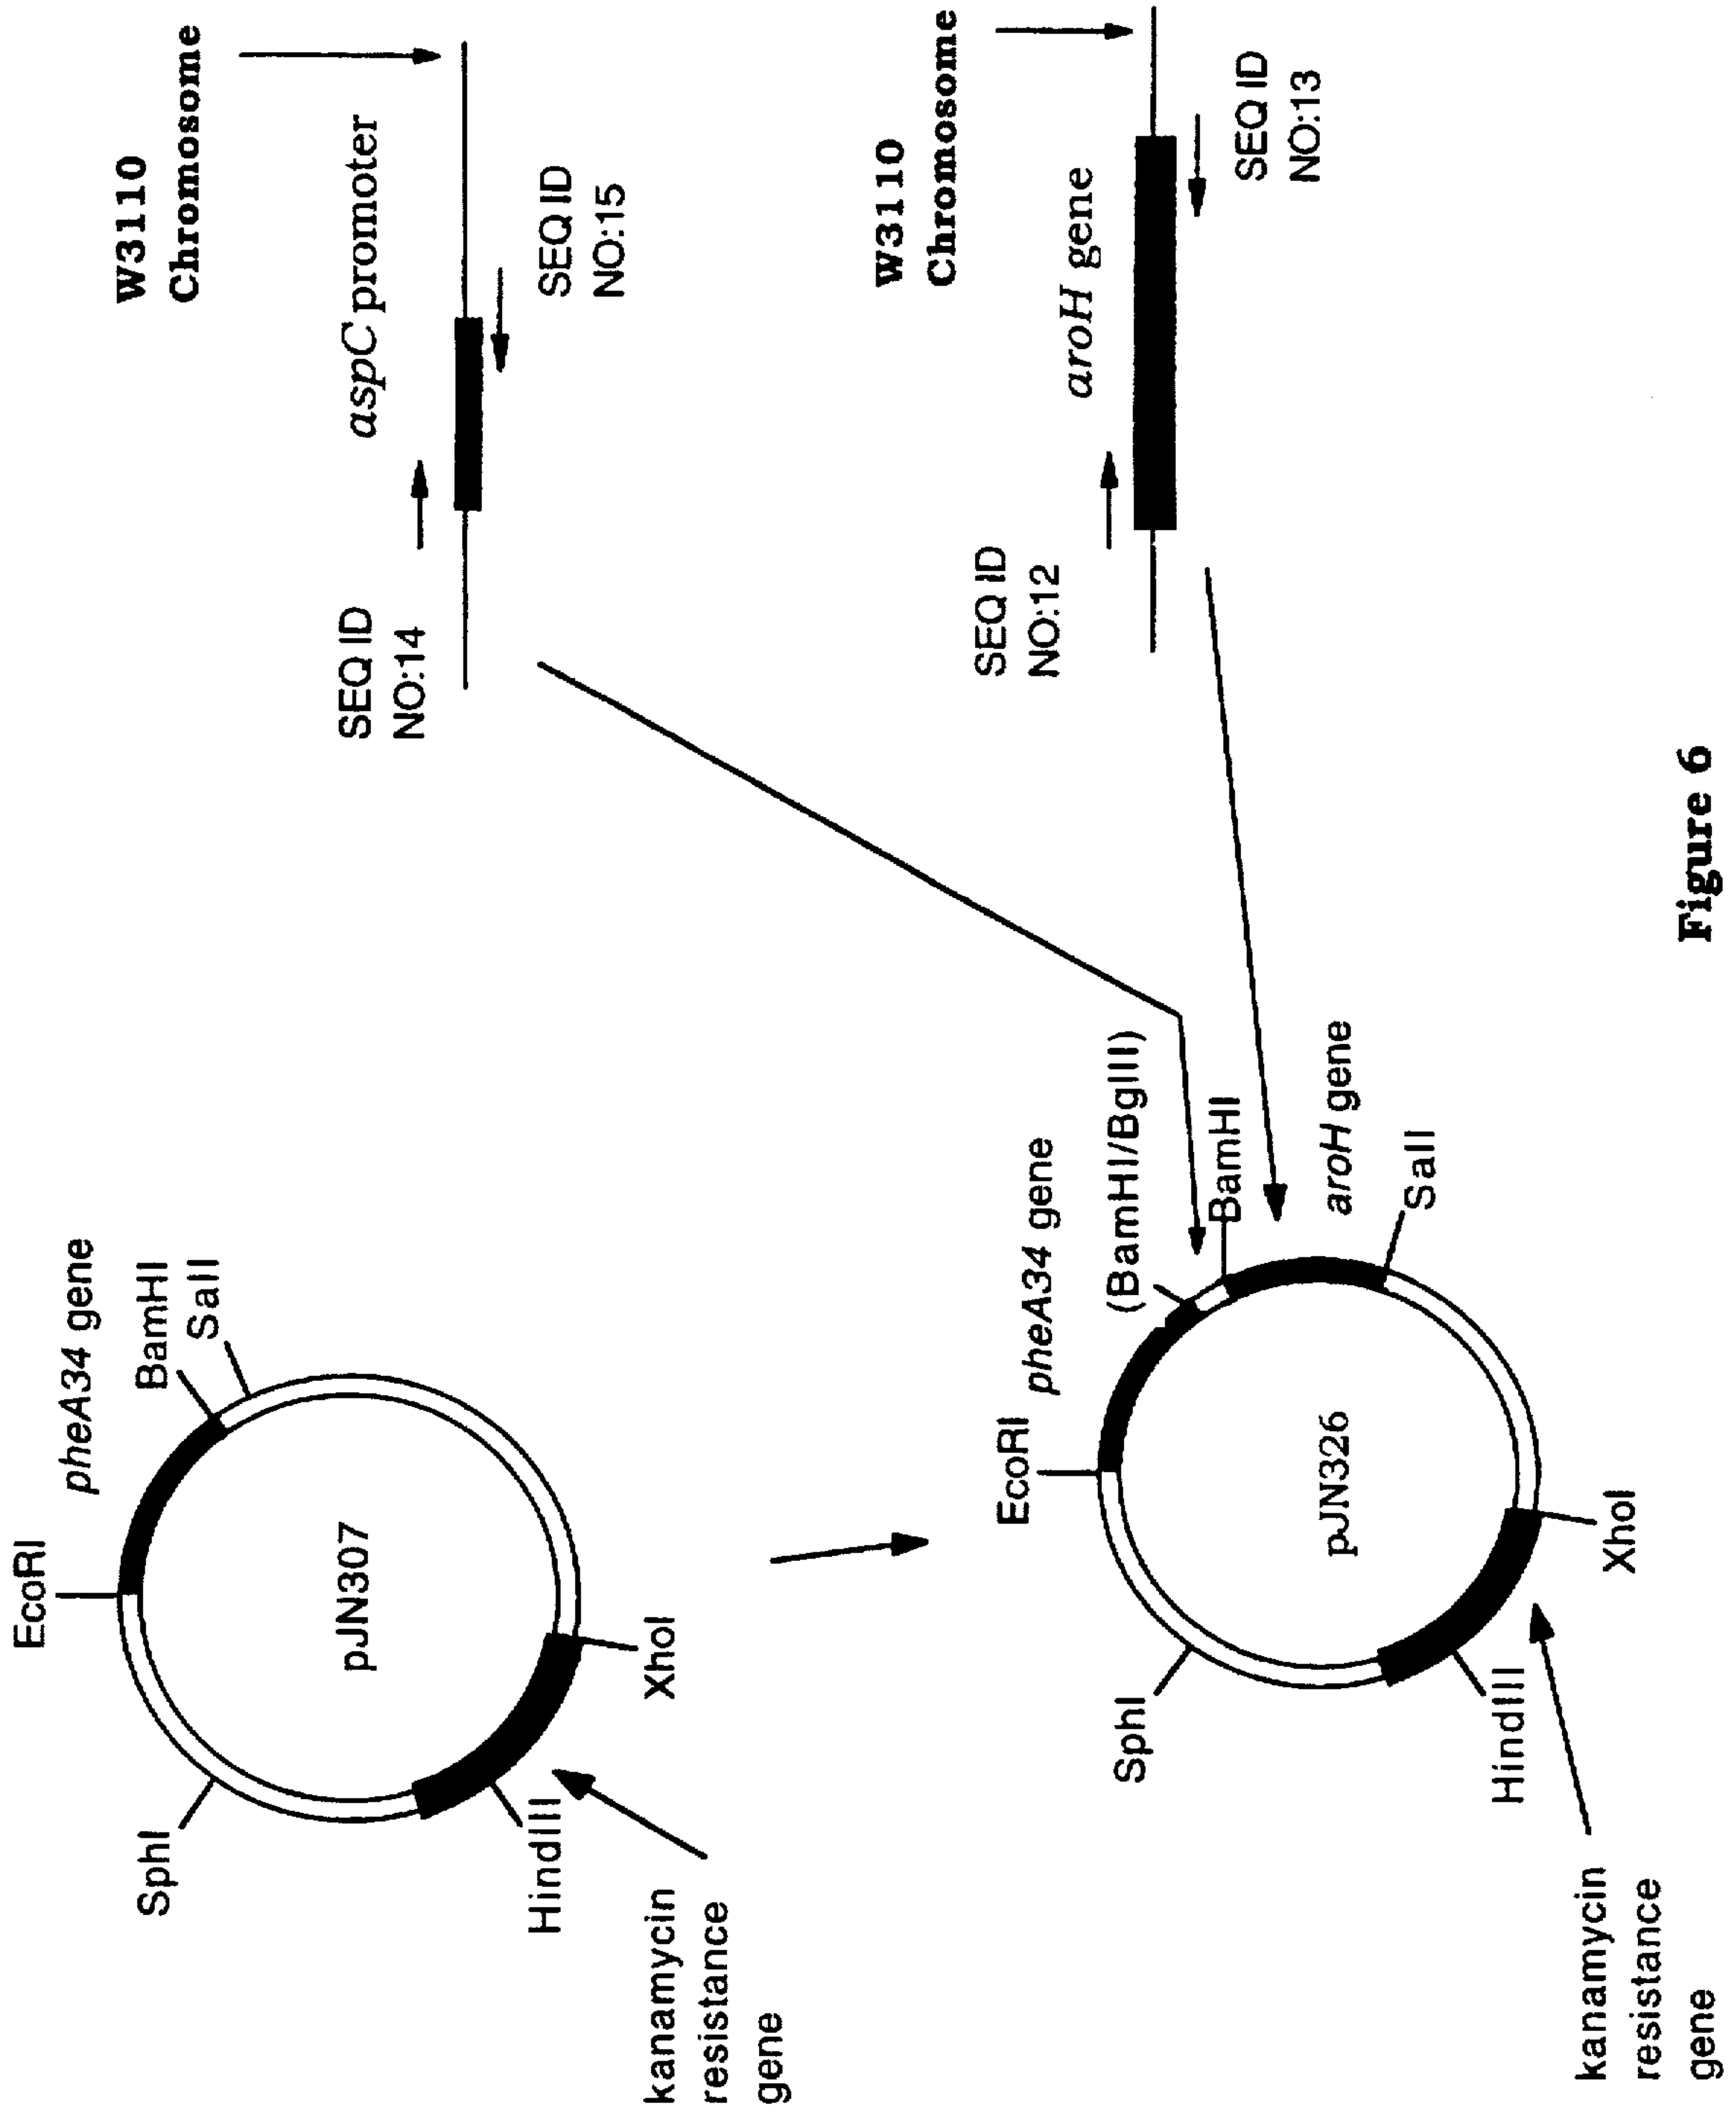 EcoRI
pheA34 gene
BamHI
SalI
SphI
pJN307
HindIII
XhoI
kanamycin
resistance
gene
W3110
Chromosome
aspC promoter
SEQ ID
NO:14
SEQ ID
NO:15
EcoRI
pheA34 gene
(BamHI/BglII)
BamHI
aroH gene
SalI
SphI
pJN326
HindIII
XhoI
kanamycin
resistance
gene
W3110
Chromosome
aroH gene
SEQ ID
NO:12
SEQ ID
NO:13
Figure 6